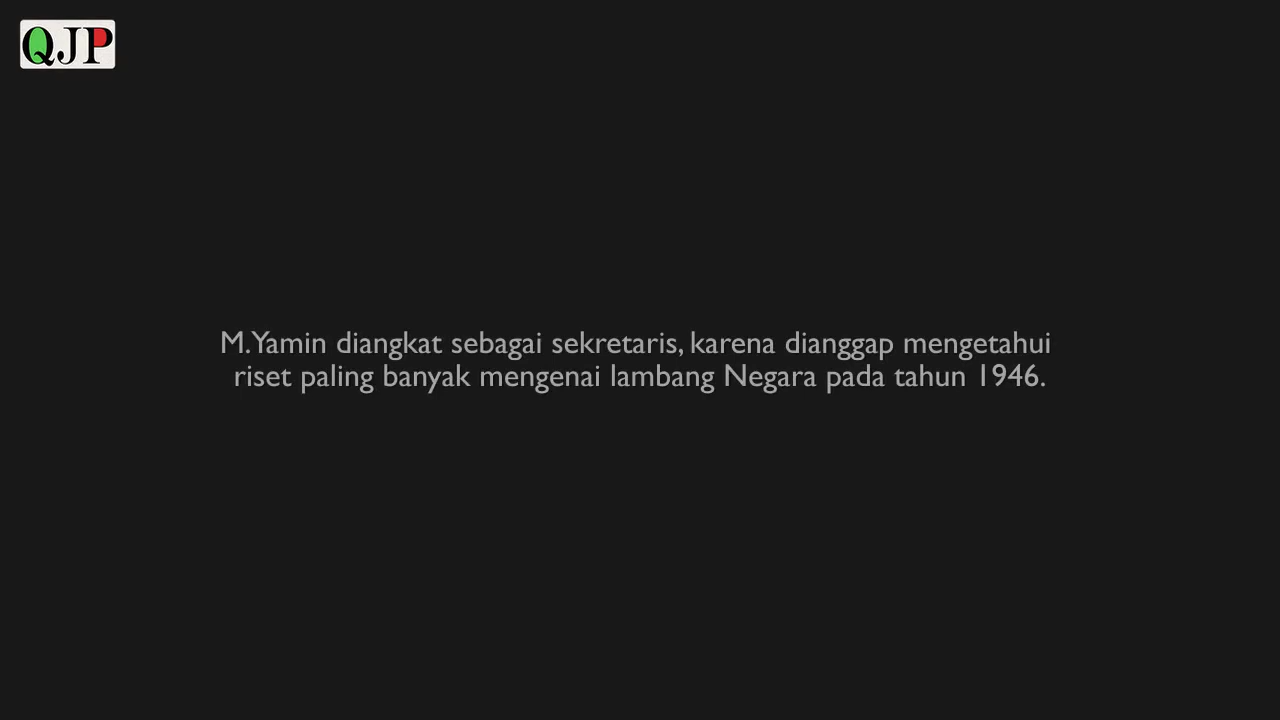 QJP
M.Yamin diangkat sebagai sekretaris, karena dianggap mengetahui
riset paling banyak mengenai lambang Negara pada tahun 1946.